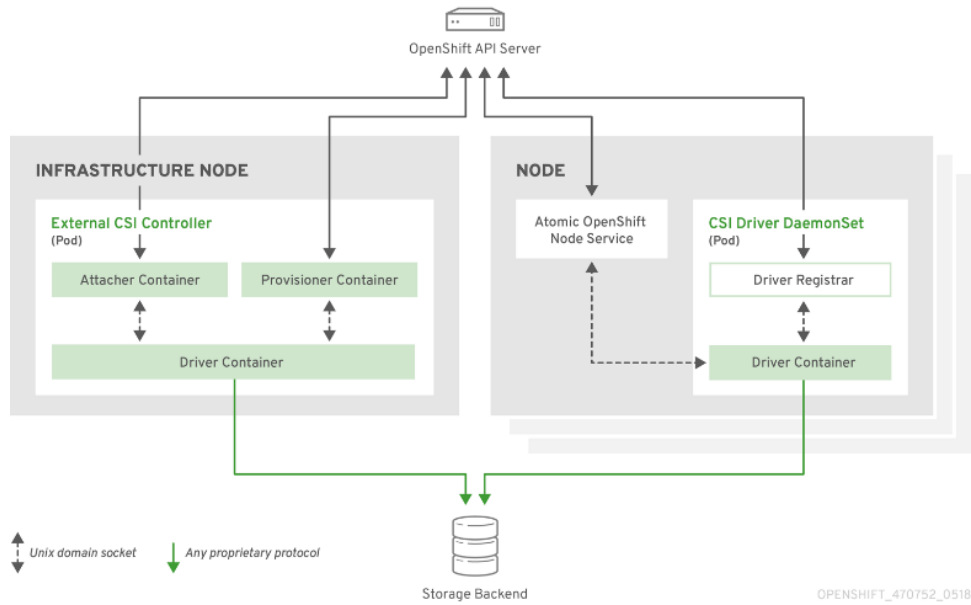 OpenShift API Server
INFRASTRUCTURE NODE
External CSI Controller
(Pod)
Attacher Container
Provisioner Container
Driver Container
NODE
Atomic OpenShift
Node Service
CSI Driver DaemonSet
(Pod)
Driver Registrar
Driver Container
Unix domain socket
Any proprietary protocol
Storage Backend
OPENSHIFT_470752_0518